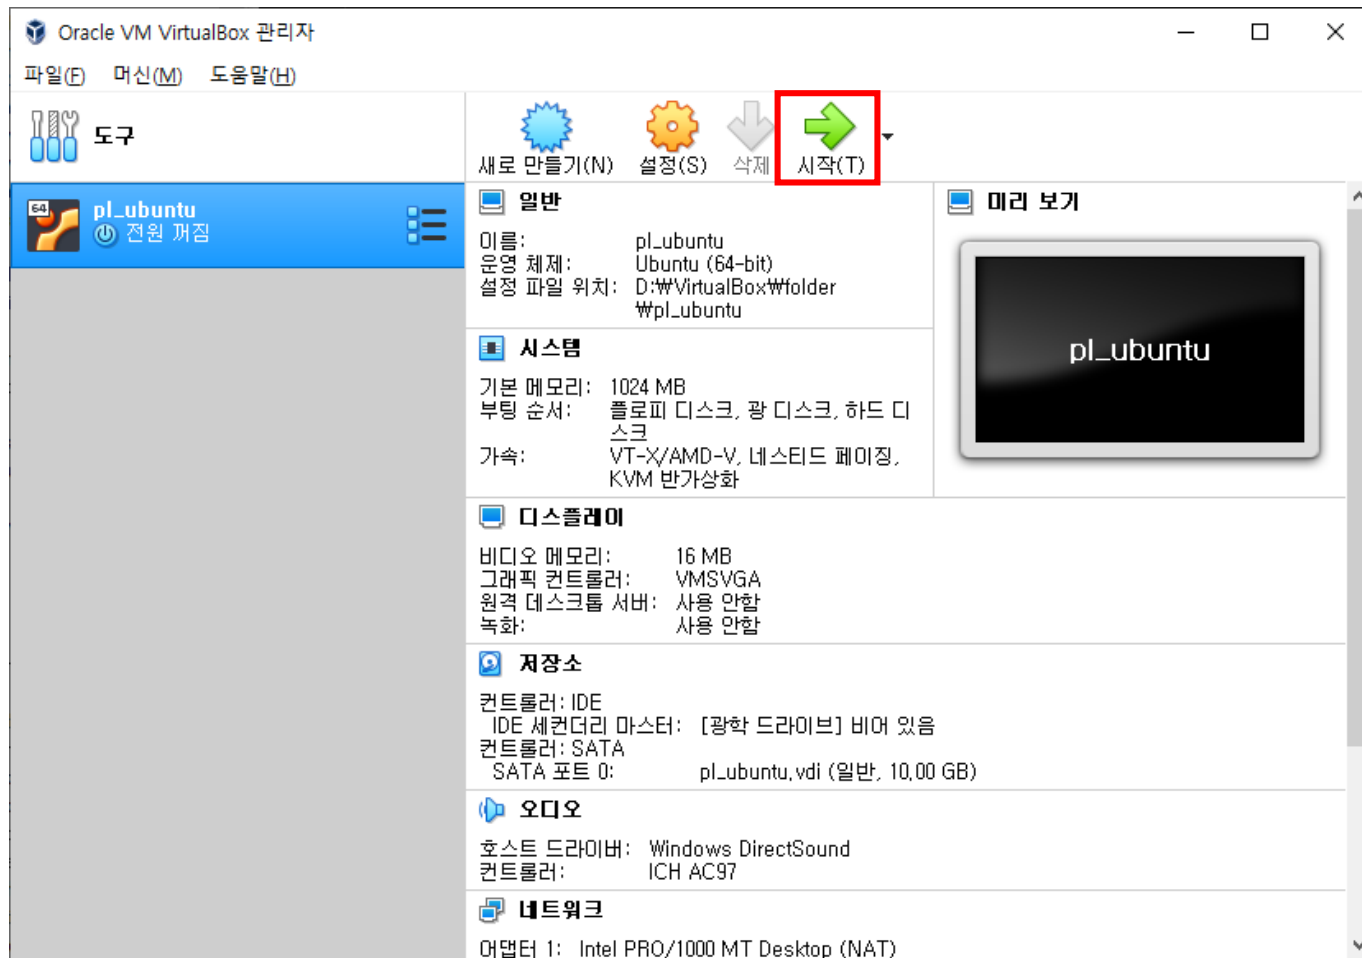 Oracle VM VirtualBox 관리자
파일(F) 머신(M) 도움말(H)
도구
새로 만들기(N) 설정(S) 삭제 시작(T)
64
pl_ubuntu
전원 꺼짐
일반
이름: pl_ubuntu
운영 체제: Ubuntu (64-bit)
설정 파일 위치: D:₩VirtualBox₩folder
₩pl_ubuntu
미리 보기
pl_ubuntu
시스템
기본 메모리: 1024 MB
부팅 순서: 플로피 디스크, 광 디스크, 하드 디
스크
가속: VT-X/AMD-V, 네스티드 페이징,
KVM 반가상화
디스플레이
비디오 메모리: 16 MB
그래픽 컨트롤러: VMSVGA
원격 데스크톱 서버: 사용 안함
녹화: 사용 안함
저장소
컨트롤러: IDE
IDE 세컨더리 마스터: [광학 드라이브] 비어 있음
컨트롤러: SATA
SATA 포트 0: pl_ubuntu.vdi (일반, 10.00 GB)
오디오
호스트 드라이버: Windows DirectSound
컨트롤러: ICH AC97
네트워크
어댑터 1: Intel PRO/1000 MT Desktop (NAT)